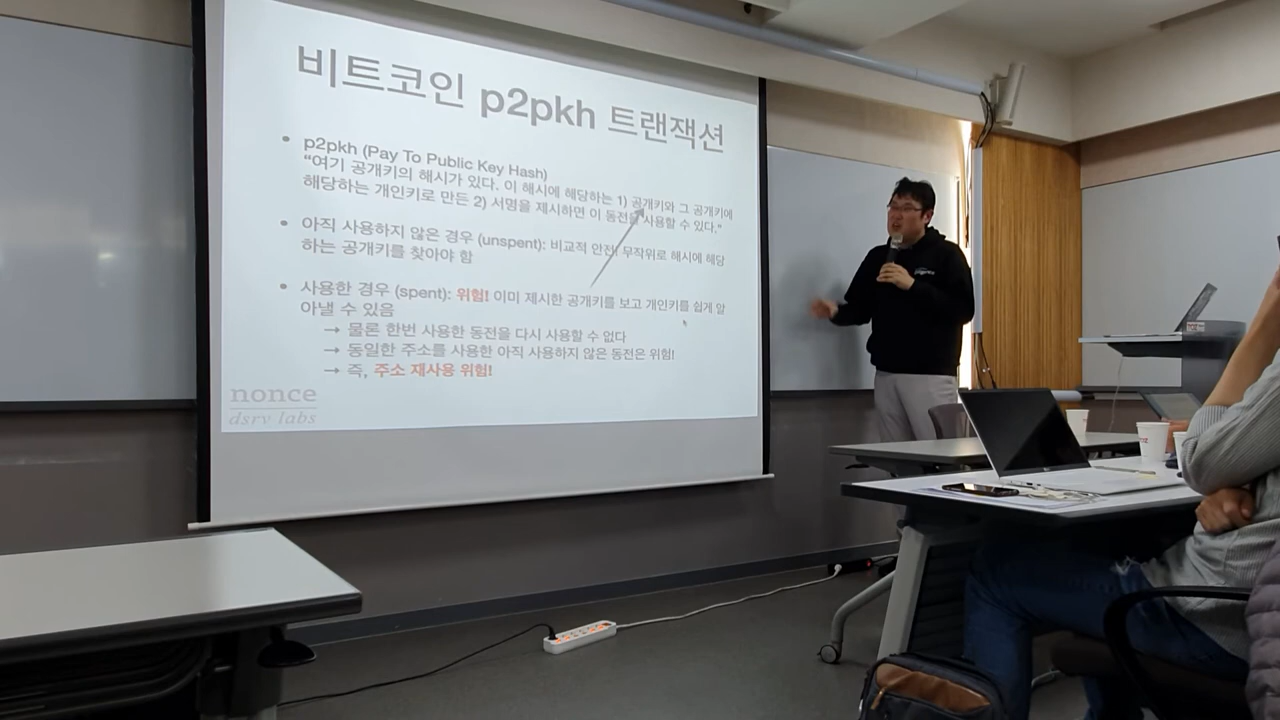 비트코인 p2pkh 트랜잭션
• p2pkh (Pay To Public Key Hash)
“여기 공개키의 해시가 있다. 이 해시에 해당하는 1) 공개키와 그 공개키에
해당하는 개인키로 만든 2) 서명을 제시하면 이 동전을 사용할 수 있다.”
• 아직 사용하지 않은 경우 (unspent): 비교적 안전! 무작위로 해시에 해당
하는 공개키를 찾아야 함
• 사용한 경우 (spent): 위험! 이미 제시한 공개키를 보고 개인키를 쉽게 알
아낼 수 있음
→ 물론 한번 사용한 동전을 다시 사용할 수 없다
→ 동일한 주소를 사용한 아직 사용하지 않은 동전은 위험!
→ 즉, 주소 재사용 위험!
nonce
dsrv labs